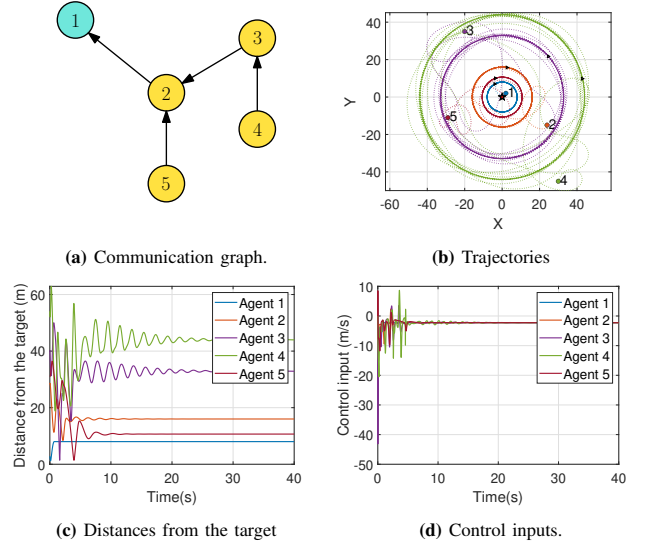 1
2
3
4
5
(a) Communication graph.
40
20
0
-20
-40
Y
-60 -40 -20 0 20 40
X
1
2
3
4
5
(b) Trajectories
60
40
20
0
Distance from the target (m)
0 10 20 30 40
Time(s)
Agent 1
Agent 2
Agent 3
Agent 4
Agent 5
(c) Distances from the target
10
0
-10
-20
-30
-40
-50
Control input (m/s)
0 10 20 30 40
Time(s)
Agent 1
Agent 2
Agent 3
Agent 4
Agent 5
(d) Control inputs.